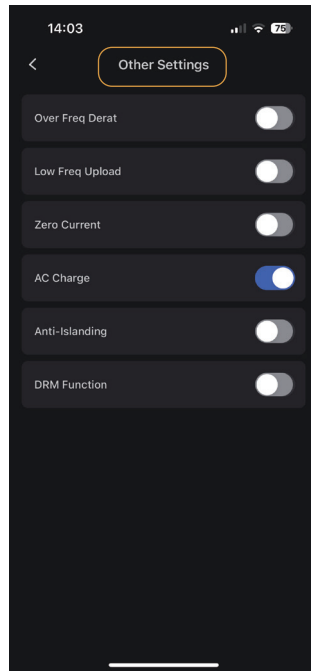 14:03
75
Other Settings
Over Freq Derat
Low Freq Upload
Zero Current
AC Charge
Anti-Islanding
DRM Function